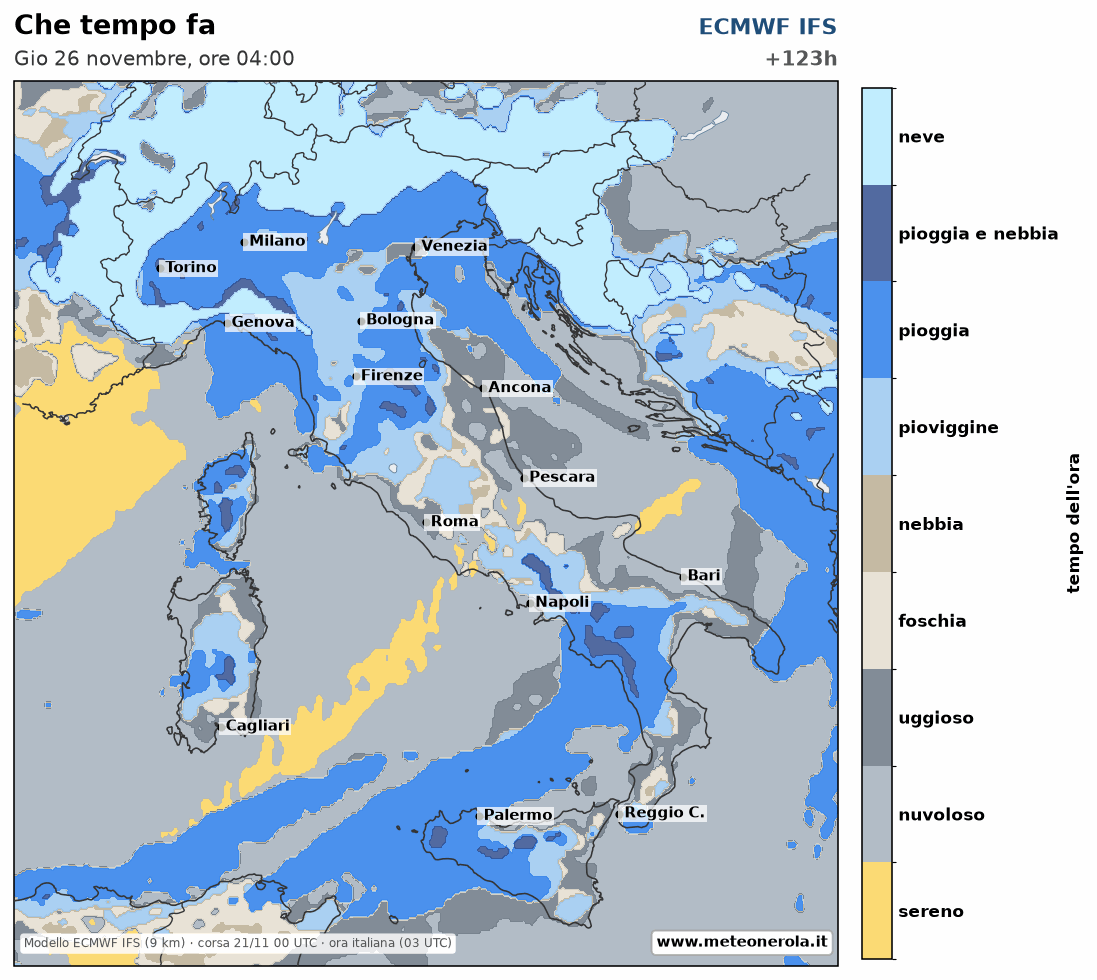 Che tempo fa
ECMWF IFS
Gio 26 novembre, ore 04:00
+123h
neve
pioggia e nebbia
pioggia
pioviggine
nebbia
foschia
uggioso
nuvoloso
sereno
tempo dell'ora
Milano
Venezia
Torino
Genova
Bologna
Firenze
Ancona
Pescara
Roma
Bari
Napoli
Cagliari
Palermo
Reggio C.
Modello ECMWF IFS (9 km) · corsa 21/11 00 UTC · ora italiana (03 UTC)
www.meteonerola.it